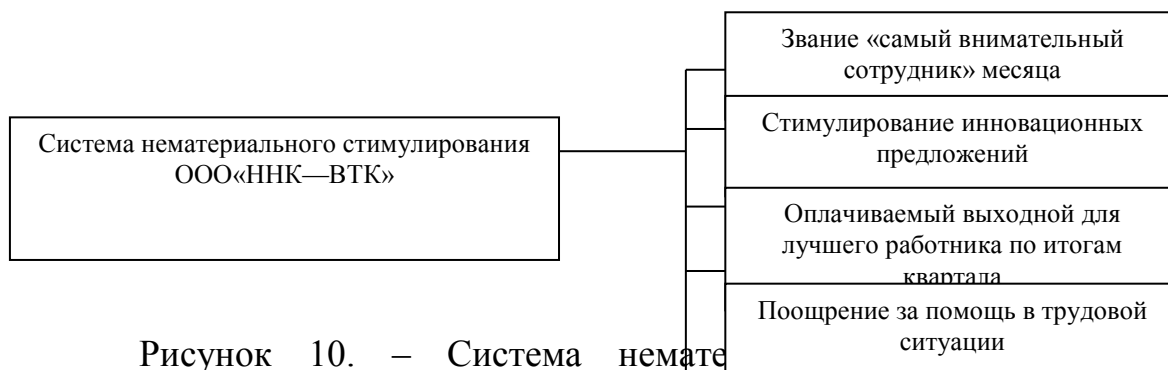 Звание «самый внимательный
сотрудник» месяца
Система нематериального стимулирования
ООО«ННК—ВТК»
Стимулирование инновационных
предложений
Оплачиваемый выходной для
лучшего работника по итогам
квартала
Поощрение за помощь в трудовой
ситуации
Рисунок 10. – Система немате